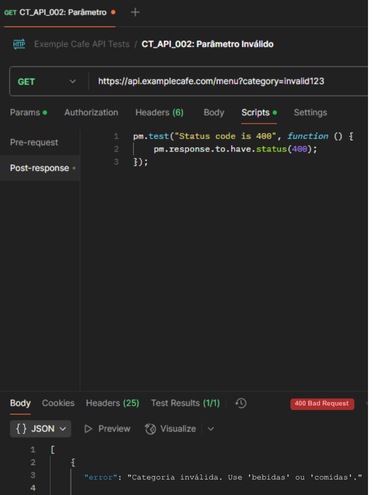 GET CT_API_002: Parâmetro
Exemple Cafe API Tests / CT_API_002: Parâmetro Inválido
GET https://api.examplecafe.com/menu?category=invalid123
Params Authorization Headers (6) Body Scripts Settings
Pre-request
Post-response
1 pm.test("Status code is 400", function () {
2 pm.response.to.have.status(400);
3 });
Body Cookies Headers (25) Test Results (1/1) 400 Bad Request
{} JSON Preview Visualize
1 [
2 {
3 "error": "Categoria inválida. Use 'bebidas' ou 'comidas'."
4